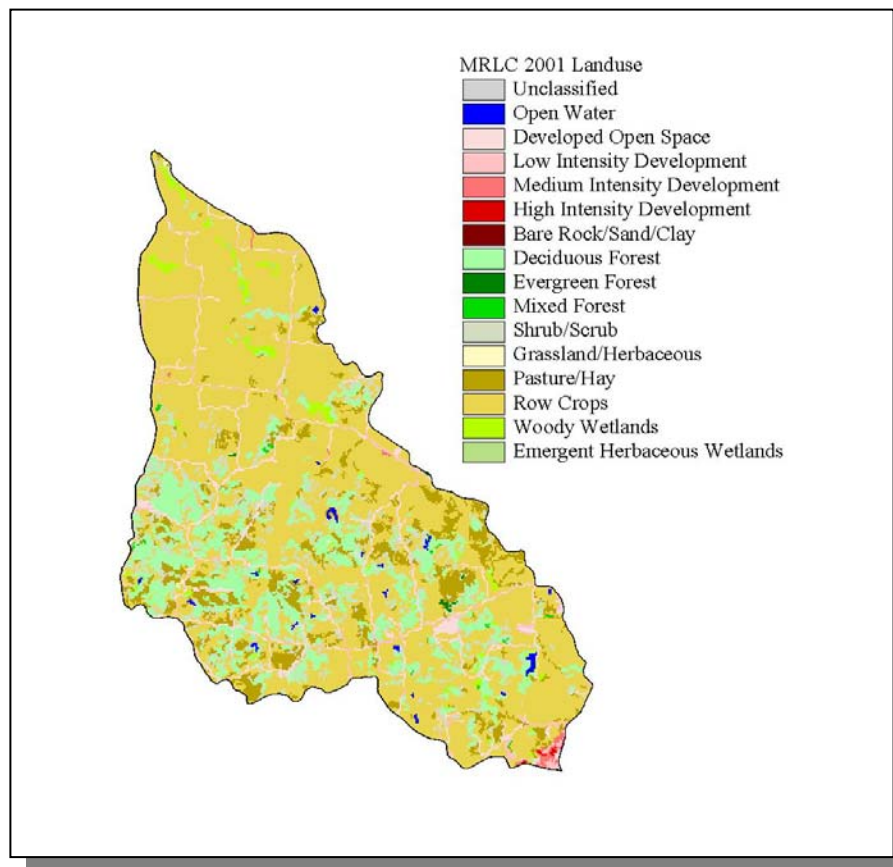 MRLC 2001 Landuse
Unclassified
Open Water
Developed Open Space
Low Intensity Development
Medium Intensity Development
High Intensity Development
Bare Rock/Sand/Clay
Deciduous Forest
Evergreen Forest
Mixed Forest
Shrub/Scrub
Grassland/Herbaceous
Pasture/Hay
Row Crops
Woody Wetlands
Emergent Herbaceous Wetlands